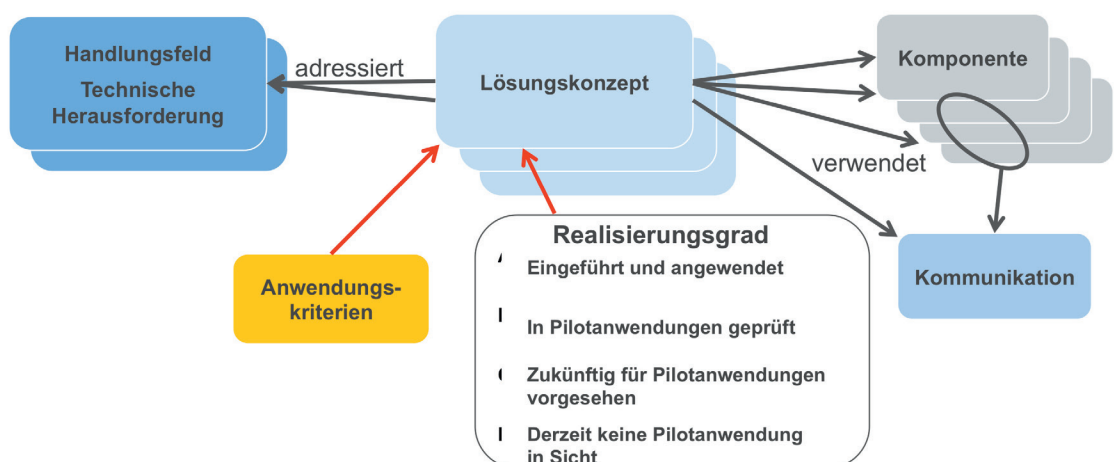 Handlungsfeld
Technische
Herausforderung
adressiert
Lösungskonzept
Komponente
verwendet
Kommunikation
Anwendungs-
kriterien
Realisierungsgrad
Eingeführt und angewendet
In Pilotanwendungen geprüft
Zukünftig für Pilotanwendungen
vorgesehen
Derzeit keine Pilotanwendung
in Sicht